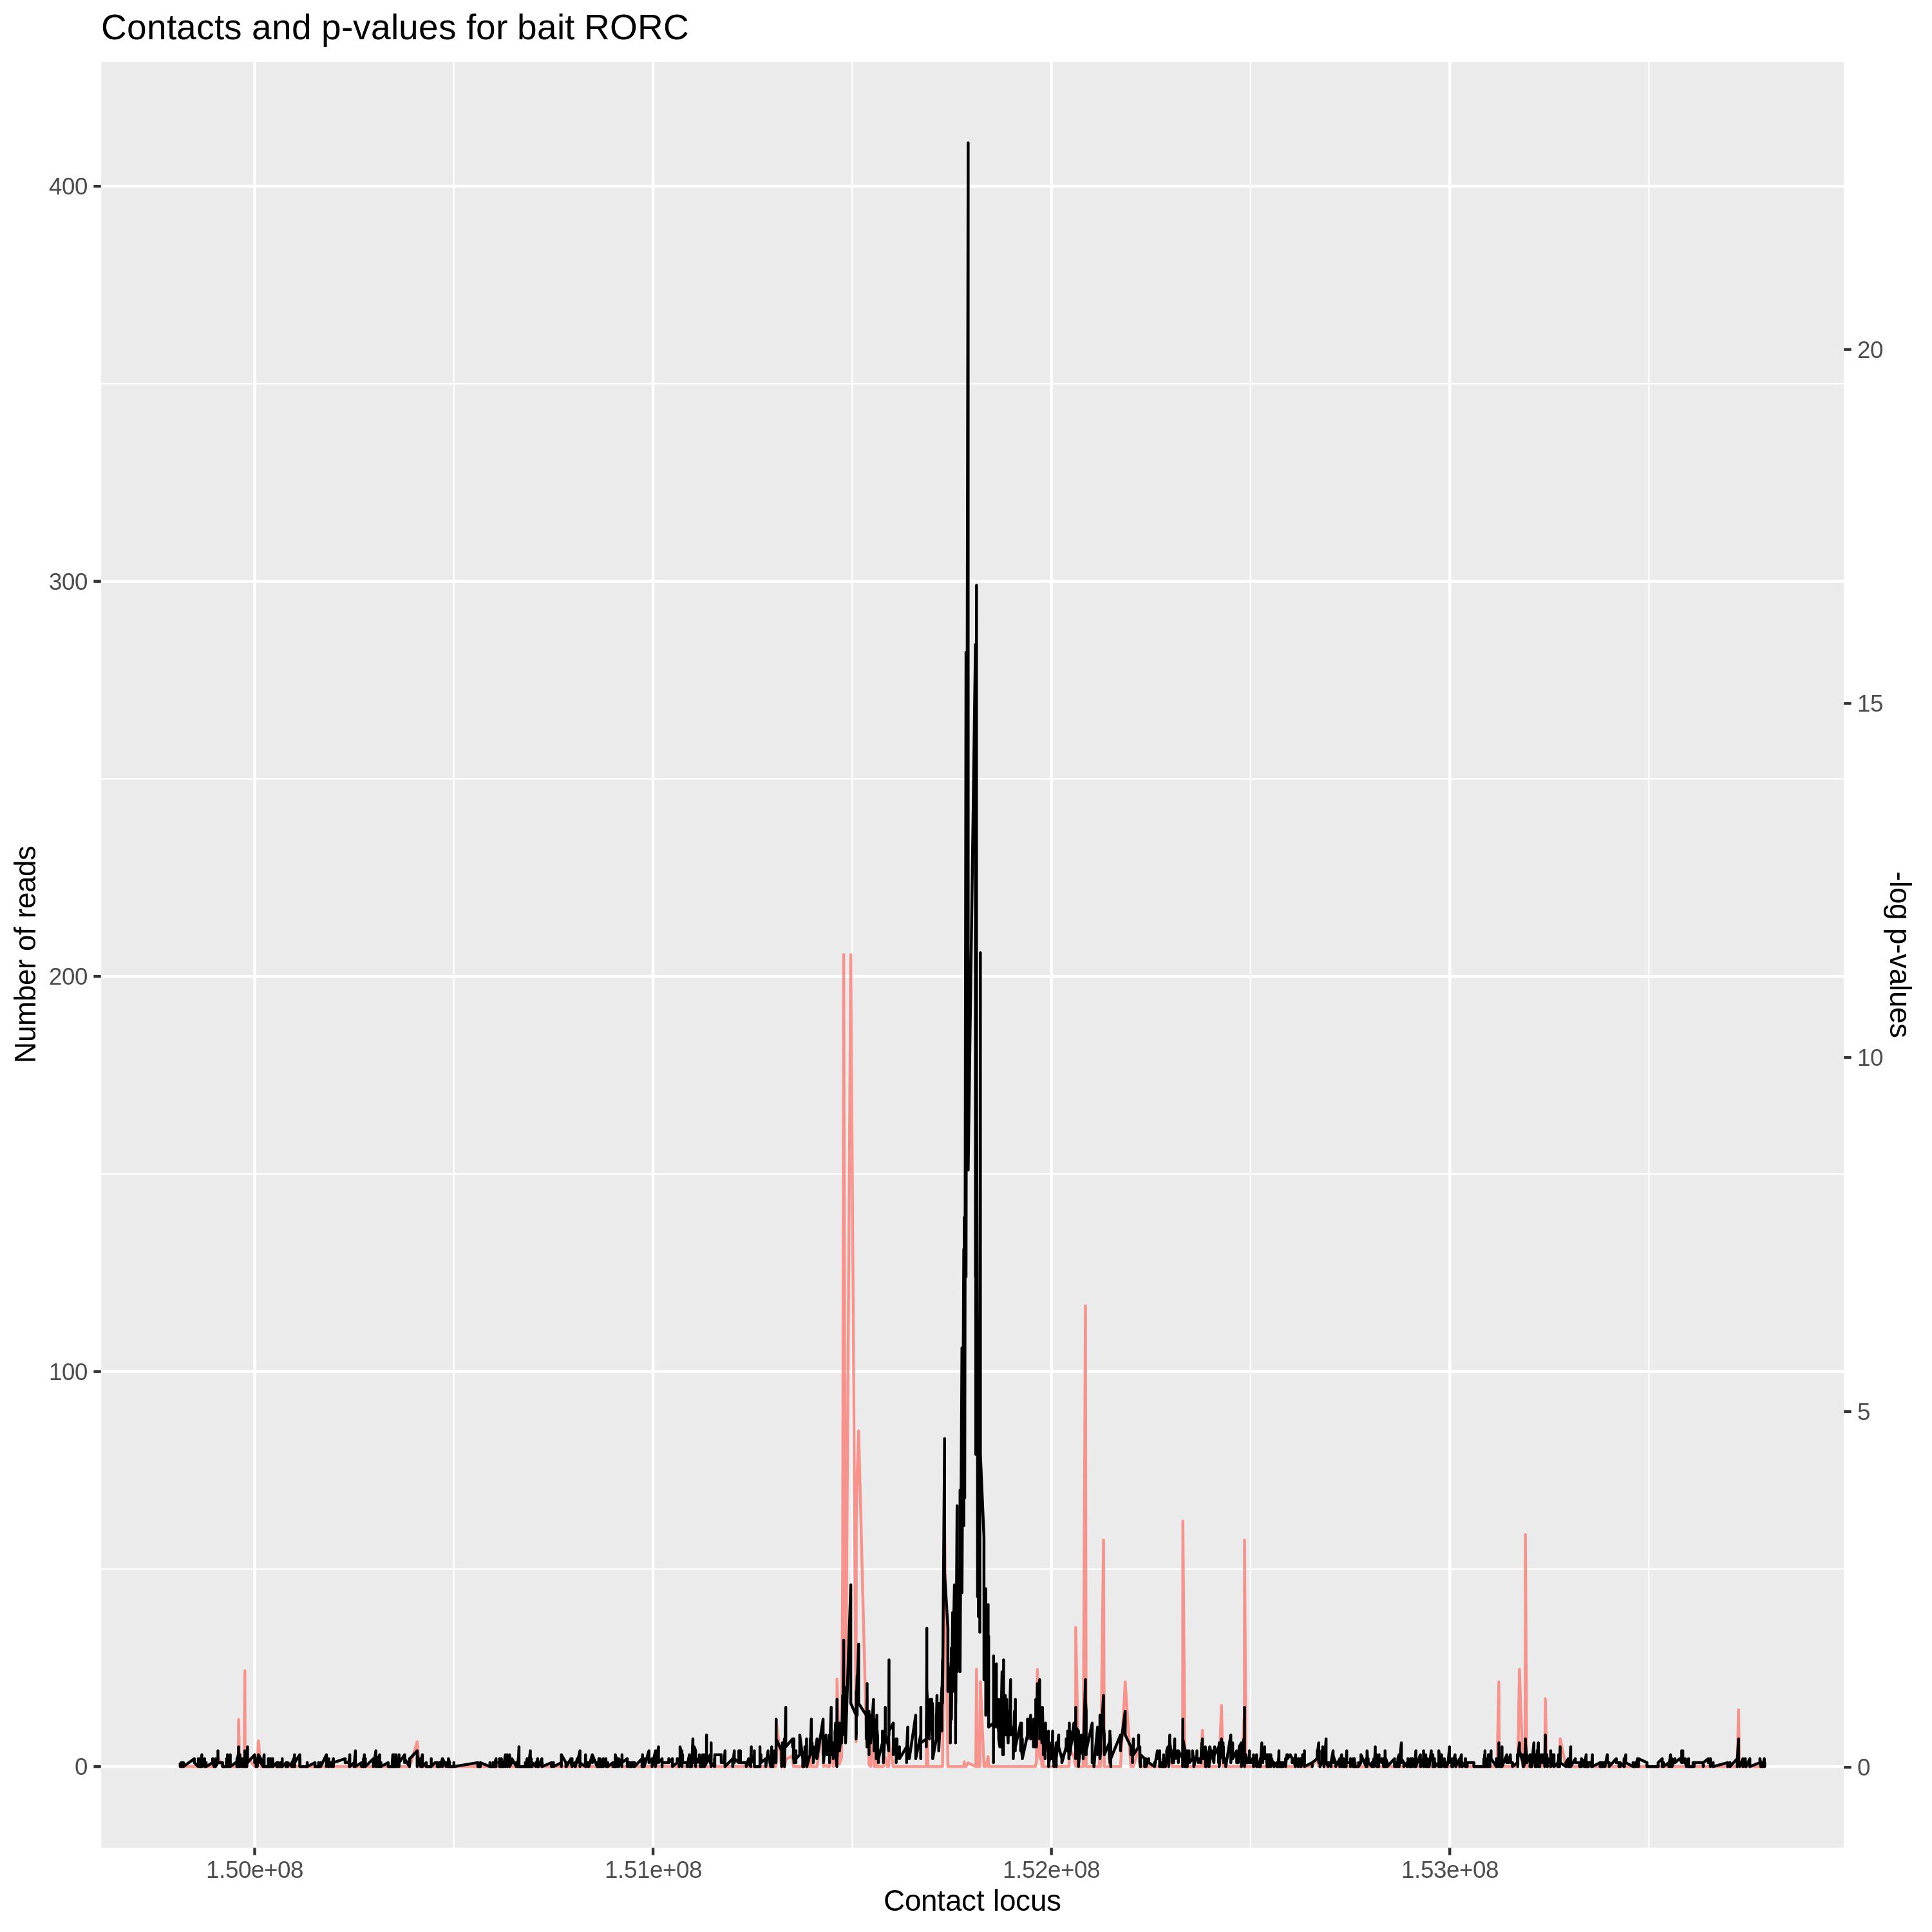 Contacts and p-values for bait RORC
400
300
200
100
0
20
15
10
5
0
Number of reads
-log p-values
1.50e+08
1.51e+08
1.52e+08
1.53e+08
Contact locus